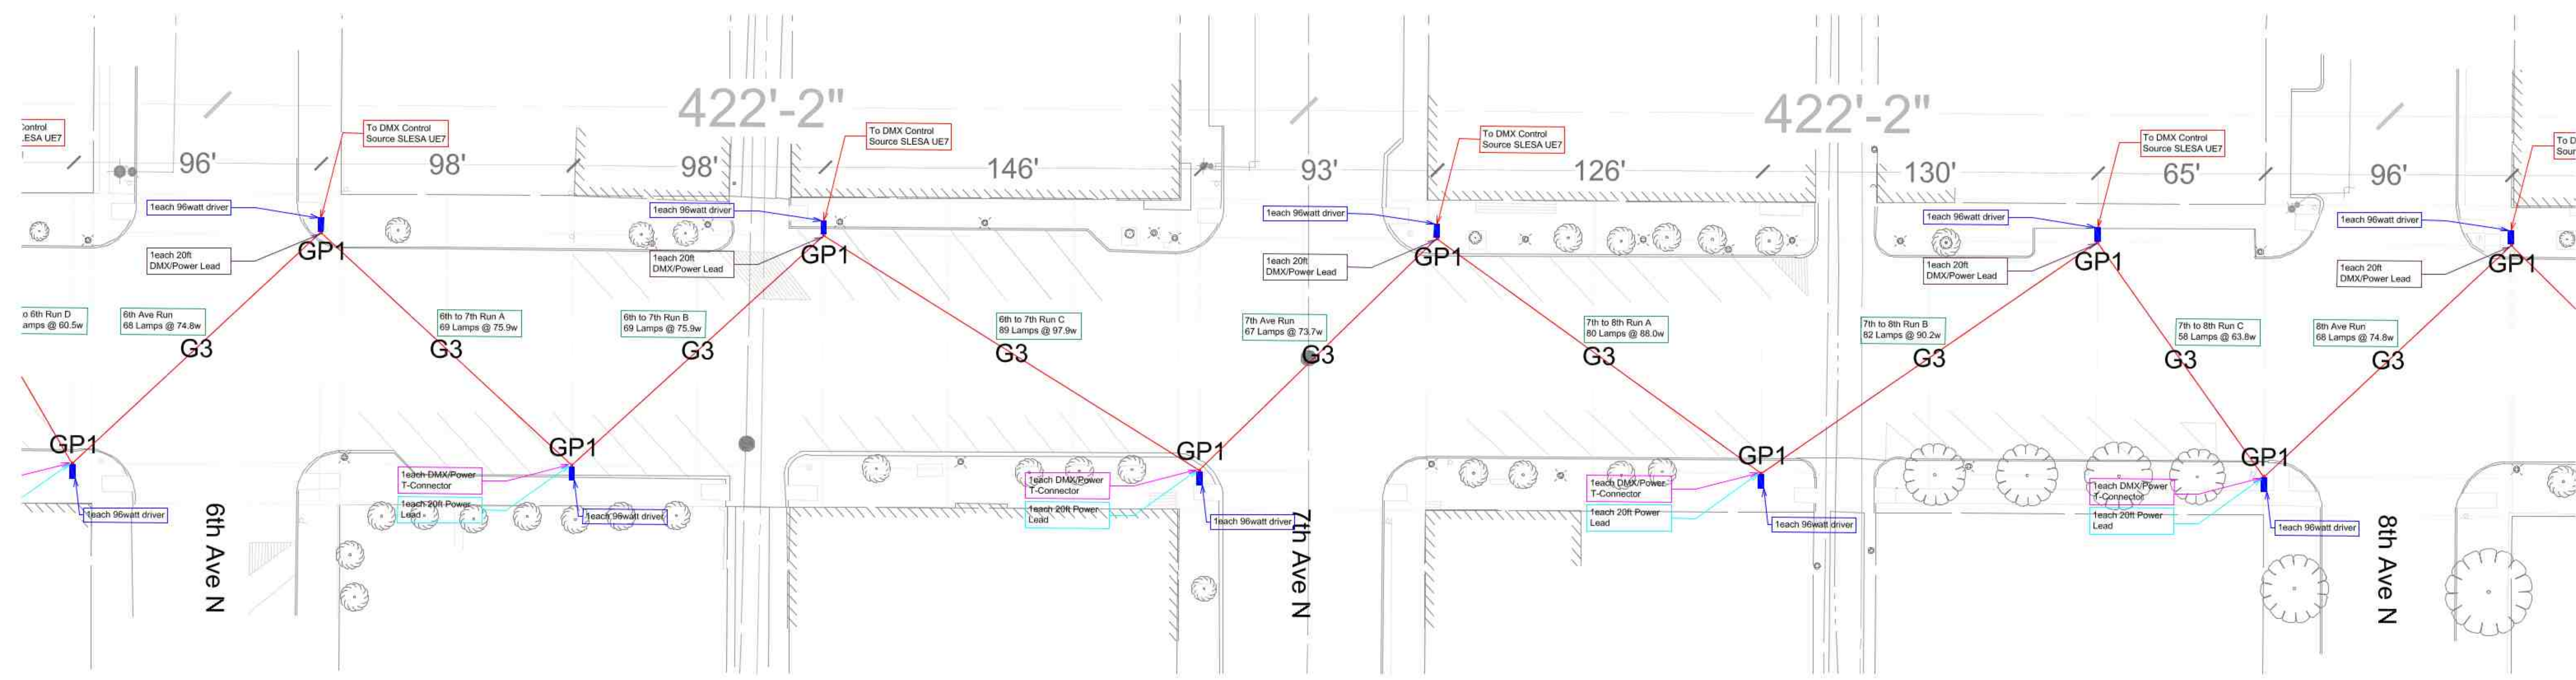 422'-2"
422'-2"
ontrol
ESA UE7
To DMX Control
Source SLESA UE7
To DMX Control
Source SLESA UE7
To DMX Control
Source SLESA UE7
To DMX Control
Source SLESA UE7
To D
Sour
96'
98'
98'
146'
93'
126'
130'
65'
96'
1each 96watt driver
1each 96watt driver
1each 96watt driver
1each 96watt driver
1each 96watt driver
GP1
GP1
GP1
GP1
GP1
1each 20ft
DMX/Power Lead
1each 20ft
DMX/Power Lead
1each 20ft
DMX/Power Lead
1each 20ft
DMX/Power Lead
1each 20ft
DMX/Power Lead
o 6th Run D
amps @ 60.5w
6th Ave Run
68 Lamps @ 74.8w
6th to 7th Run A
69 Lamps @ 75.9w
6th to 7th Run B
69 Lamps @ 75.9w
6th to 7th Run C
89 Lamps @ 97.9w
7th Ave Run
67 Lamps @ 73.7w
7th to 8th Run A
80 Lamps @ 88.0w
7th to 8th Run B
82 Lamps @ 90.2w
7th to 8th Run C
58 Lamps @ 63.8w
8th Ave Run
68 Lamps @ 74.8w
G3
G3
G3
G3
G3
G3
G3
G3
G3
GP1
GP1
GP1
GP1
GP1
1each DMX/Power
T-Connector
1each DMX/Power
T-Connector
1each DMX/Power
T-Connector
1each DMX/Power
T-Connector
1each 20ft Power
Lead
1each 20ft Power
Lead
1each 20ft Power
Lead
1each 20ft Power
Lead
1each 96watt driver
1each 96watt driver
1each 96watt driver
1each 96watt driver
1each 96watt driver
6th Ave N
7th Ave N
8th Ave N